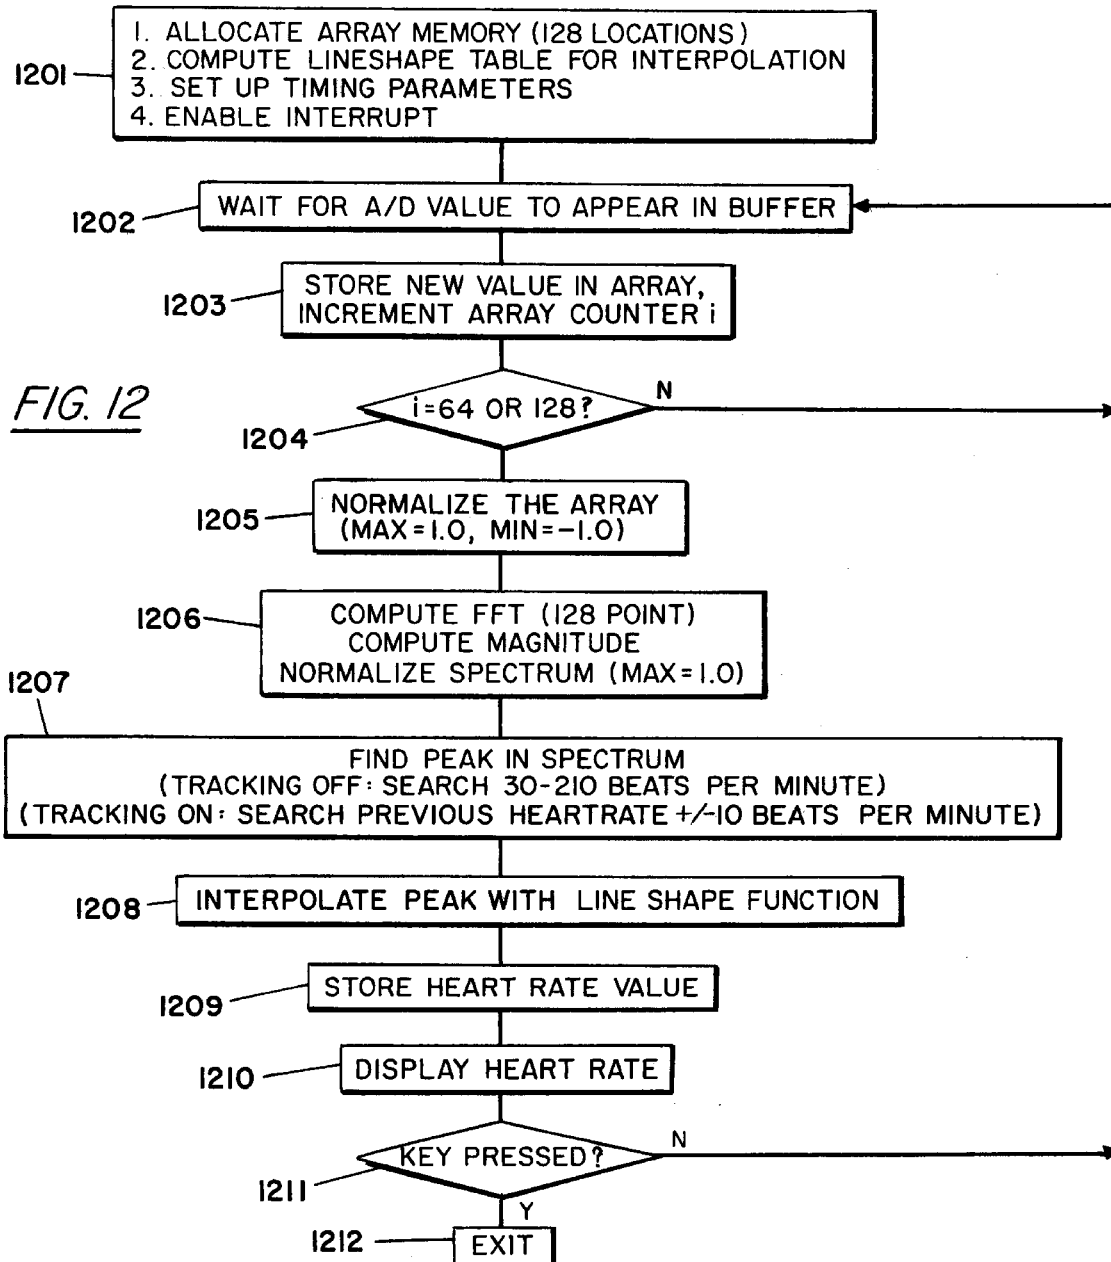 1201
1. ALLOCATE ARRAY MEMORY (128 LOCATIONS)
2. COMPUTE LINESHAPE TABLE FOR INTERPOLATION
3. SET UP TIMING PARAMETERS
4. ENABLE INTERRUPT
1202
WAIT FOR A/D VALUE TO APPEAR IN BUFFER
1203
STORE NEW VALUE IN ARRAY,
INCREMENT ARRAY COUNTER i
FIG. 12
1204
i=64 OR 128?
N
1205
NORMALIZE THE ARRAY
(MAX=1.0, MIN=-1.0)
1206
COMPUTE FFT (128 POINT)
COMPUTE MAGNITUDE
NORMALIZE SPECTRUM (MAX=1.0)
1207
FIND PEAK IN SPECTRUM
(TRACKING OFF: SEARCH 30-210 BEATS PER MINUTE)
(TRACKING ON: SEARCH PREVIOUS HEARTRATE +/-10 BEATS PER MINUTE)
1208
INTERPOLATE PEAK WITH LINE SHAPE FUNCTION
1209
STORE HEART RATE VALUE
1210
DISPLAY HEART RATE
1211
KEY PRESSED?
N
Y
1212
EXIT